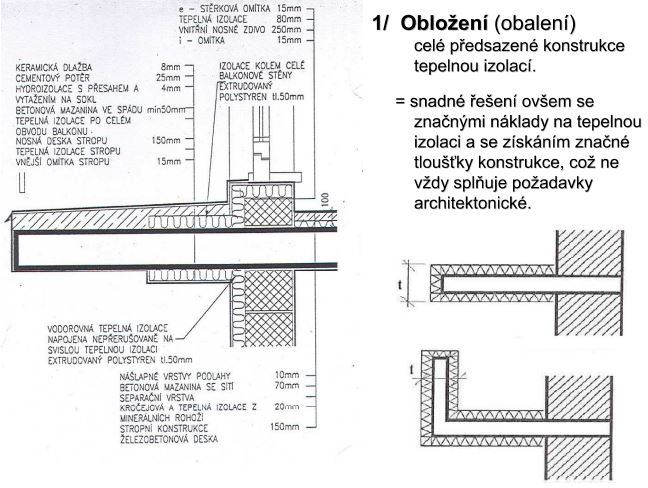 e - STĚRKOVÁ OMÍTKA 15mm
TEPELNÁ IZOLACE 80mm
VNITŘNÍ NOSNÉ ZDIVO 250mm
i - OMÍTKA 15mm
KERAMICKÁ DLAŽBA 8mm
CEMENTOVÝ POTĚR 25mm
HYDROIZOLACE S PŘESAHEM A 4mm
VYTAŽENÍM NA SOKL
BETONOVÁ MAZANINA VE SPÁDU min50mm
TEPELNÁ IZOLACE PO CELÉM
OBVODU BALKONU
NOSNÁ DESKA STROPU 150mm
TEPELNÁ IZOLACE STROPU
VNĚJŠÍ OMÍTKA STROPU 15mm
IZOLACE KOLEM CELÉ
BALKONOVÉ STĚNY
EXTRUDOVANÝ
POLYSTYREN tl.50mm
100
VODOROVNÁ TEPELNÁ IZOLACE
NAPOJENA NEPŘERUŠOVANĚ NA
SVISLOU TEPELNOU IZOLACI
EXTRUDOVANÝ POLYSTYREN tl.50mm
NÁŠLAPNÉ VRSTVY PODLAHY 10mm
BETONOVÁ MAZANINA SE SÍTÍ 70mm
SEPARAČNÍ VRSTVA
KROČEJOVÁ A TEPELNÁ IZOLACE Z 20mm
MINERÁLNÍCH ROHOŽÍ
STROPNÍ KONSTRUKCE 150mm
ŽELEZOBETONOVÁ DESKA
1/ Obložení (obalení)
celé předsazené konstrukce
tepelnou izolací.
= snadné řešení ovšem se
značnými náklady na tepelnou
izolaci a se získáním značné
tloušťky konstrukce, což ne
vždy splňuje požadavky
architektonické.
t
t